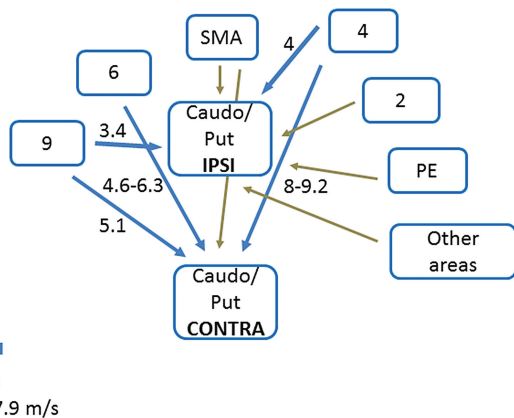 SMA
4
4
6
2
Caudo/
Put
IPSI
9
3.4
PE
4.6-6.3
8-9.2
5.1
Other
areas
Caudo/
Put
CONTRA
7.9 m/s